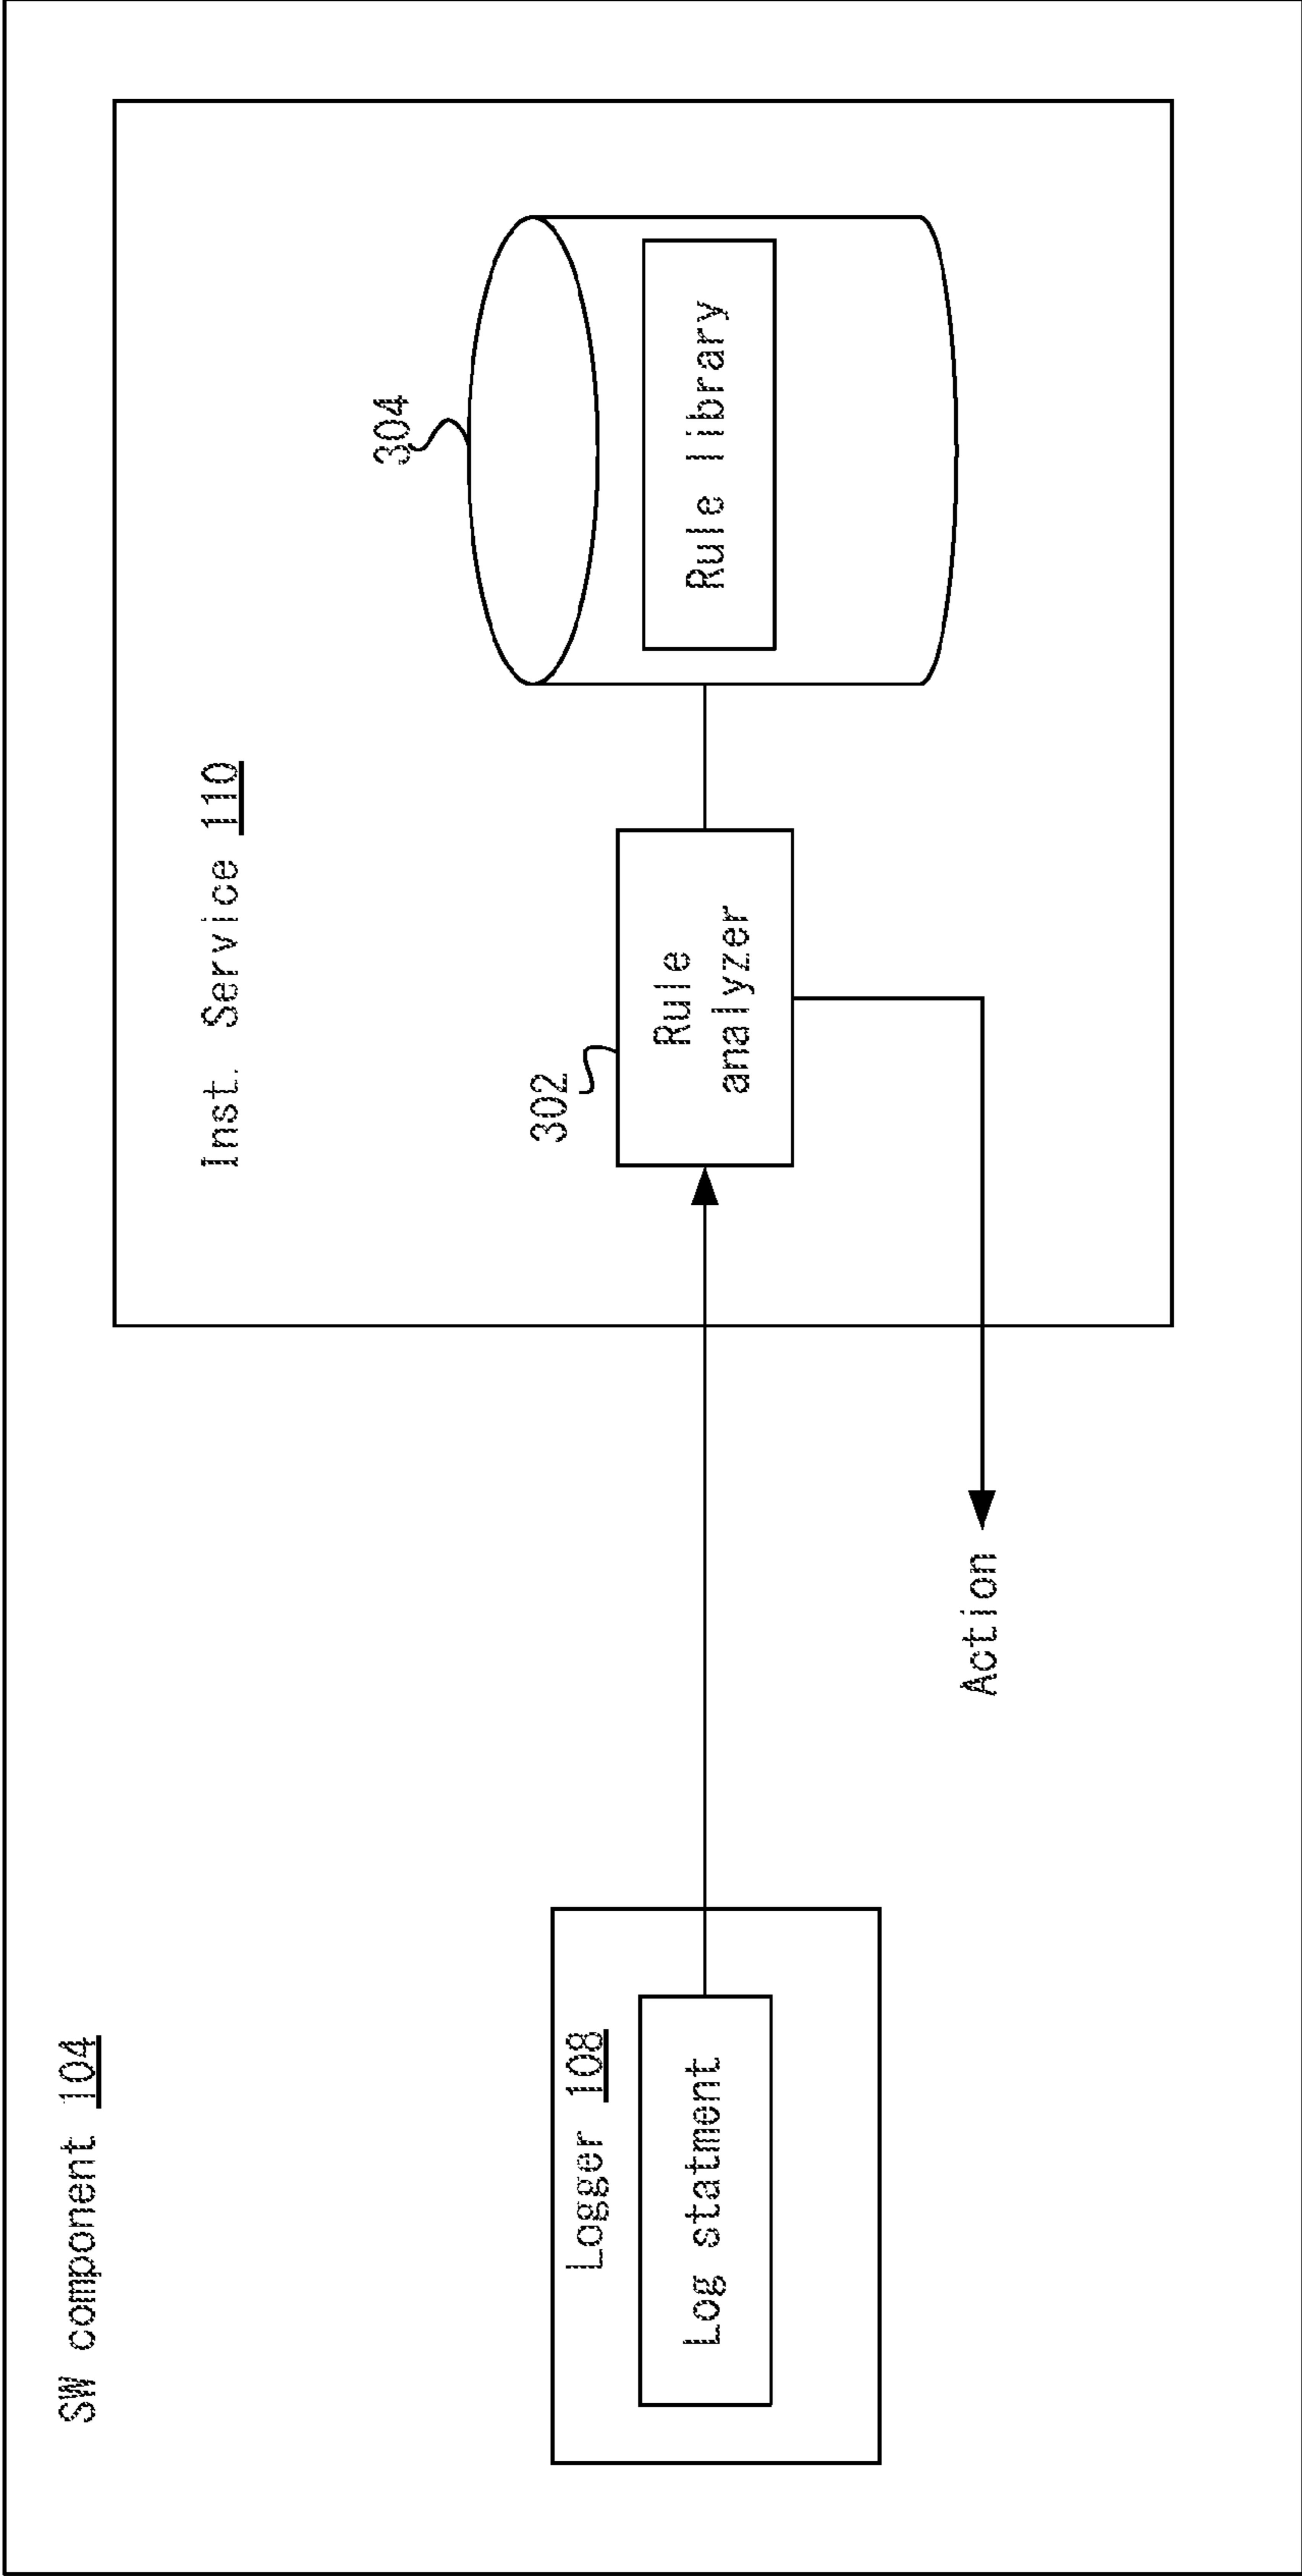 SW component 104
Inst. Service 110
304
302
Logger 108
Log statment
Rule
analyzer
Rule library
Action